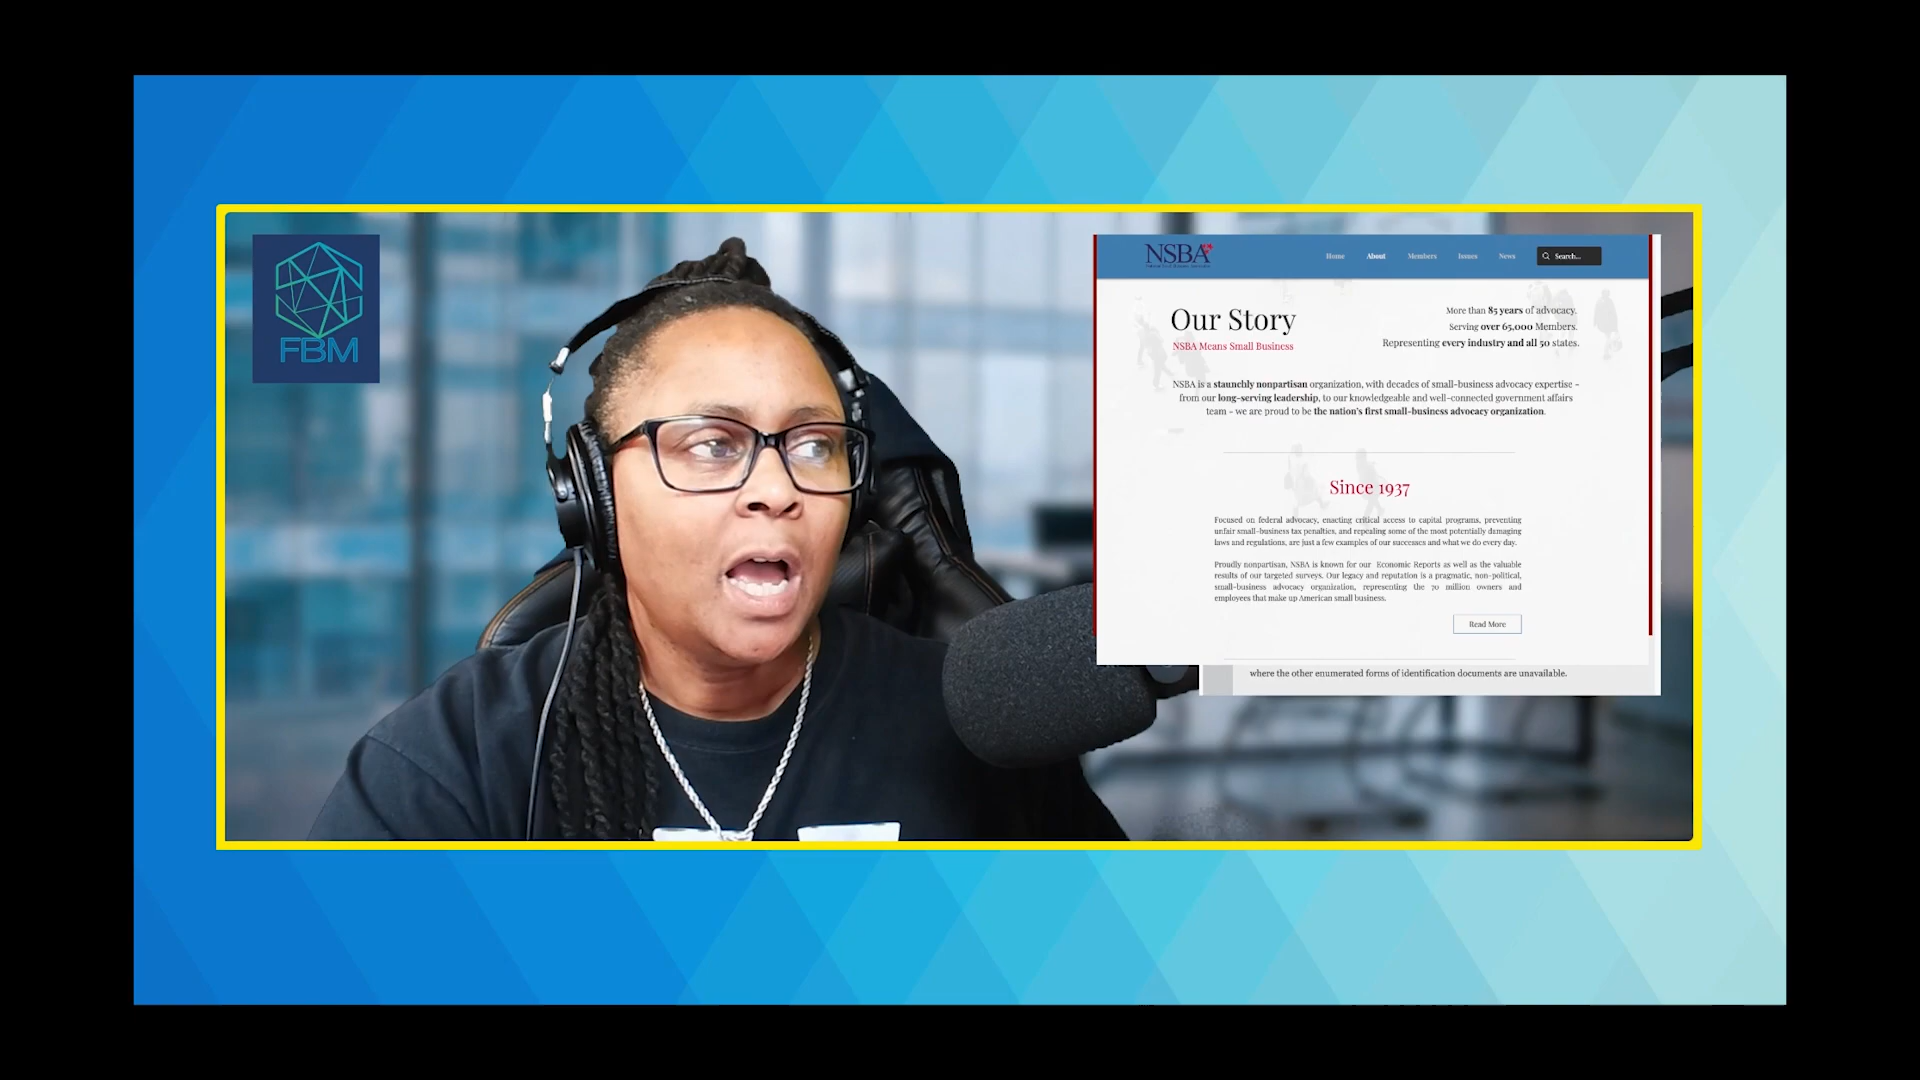 FBM
NSBA
Home About Members Issues News Search...
Our Story
NSBA Means Small Business
More than 85 years of advocacy.
Serving over 65,000 Members.
Representing every industry and all 50 states.
NSBA is a staunchly nonpartisan organization, with decades of small-business advocacy expertise -
from our long-serving leadership, to our knowledgeable and well-connected government affairs
team - we are proud to be the nation's first small-business advocacy organization.
Since 1937
Focused on federal advocacy, enacting critical access to capital programs, preventing
unfair small-business tax penalties, and repealing some of the most potentially damaging
laws and regulations, are just a few examples of our successes and what we do every day.
Proudly nonpartisan, NSBA is known for our Economic Reports as well as the valuable
results of our targeted surveys. Our legacy and reputation is a pragmatic, non-political,
small-business advocacy organization, representing the 70 million owners and
employees that make up American small business.
Read More
where the other enumerated forms of identification documents are unavailable.